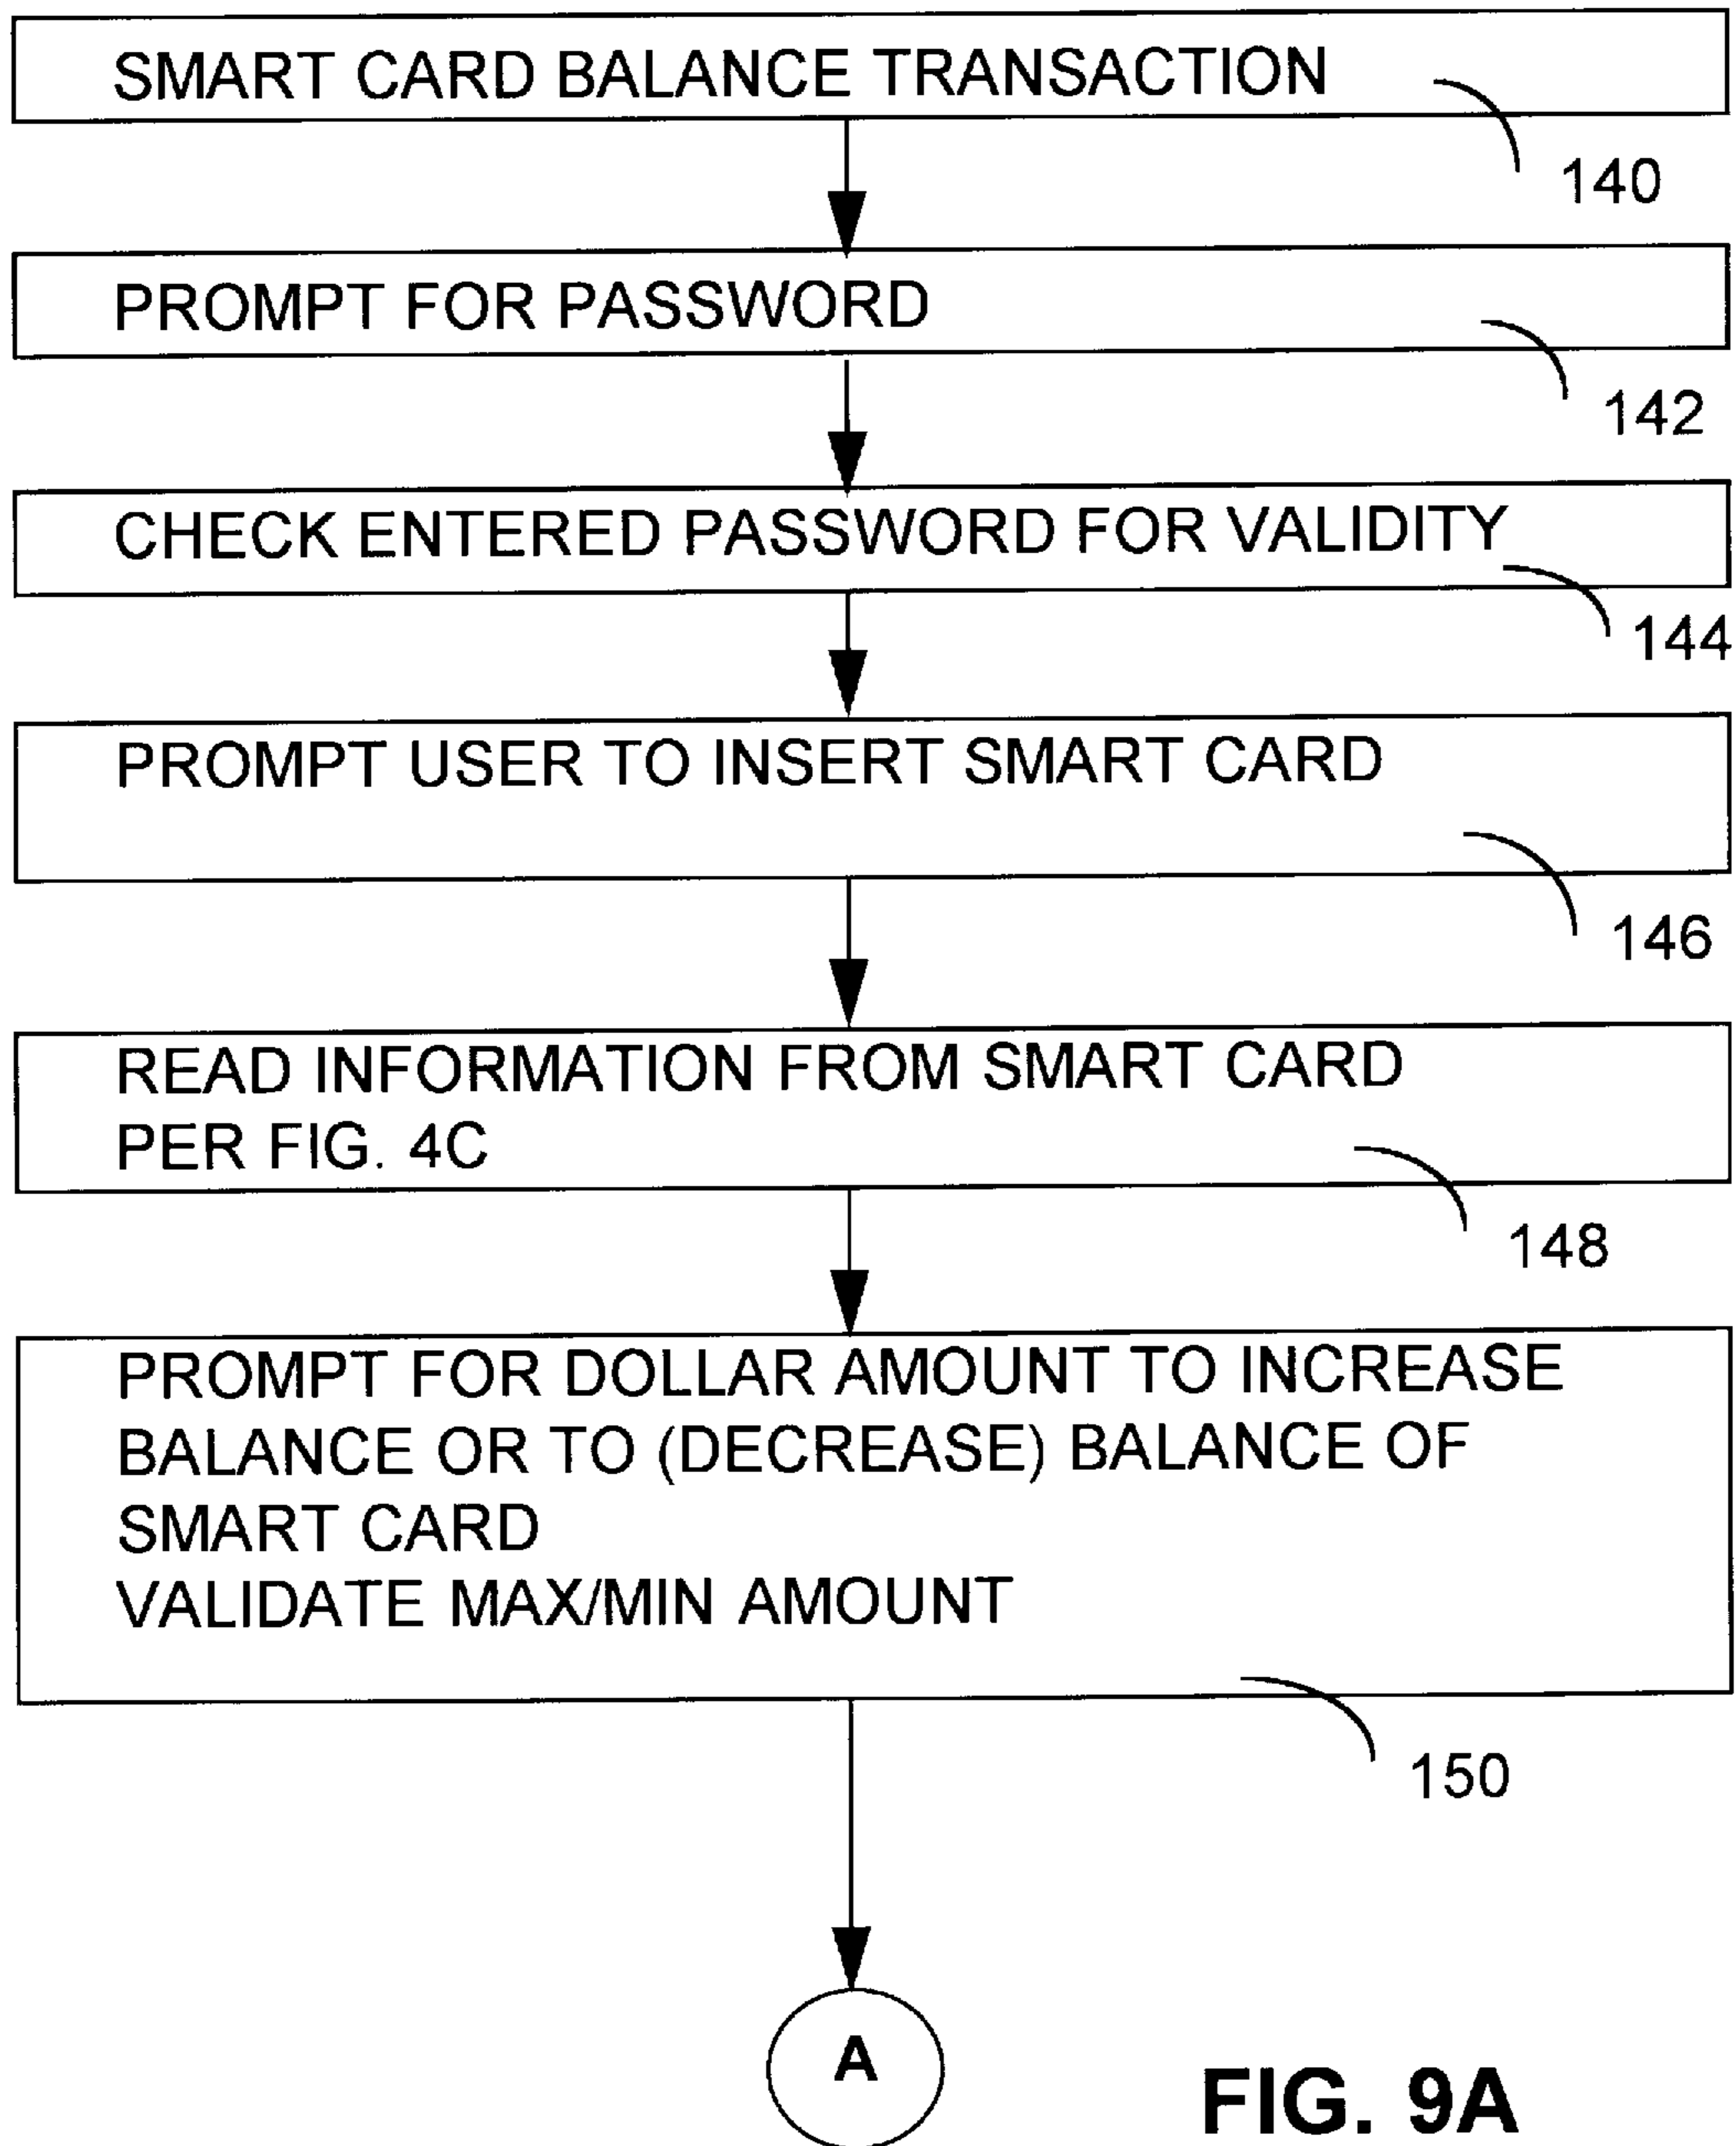 SMART CARD BALANCE TRANSACTION
140
PROMPT FOR PASSWORD
142
CHECK ENTERED PASSWORD FOR VALIDITY
144
PROMPT USER TO INSERT SMART CARD
146
READ INFORMATION FROM SMART CARD
PER FIG. 4C
148
PROMPT FOR DOLLAR AMOUNT TO INCREASE
BALANCE OR TO (DECREASE) BALANCE OF
SMART CARD
VALIDATE MAX/MIN AMOUNT
150
A
FIG. 9A